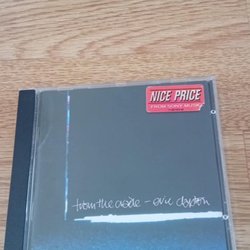 NICE PRICE
FROM SONY MUSIC
from the cradle - eric clapton